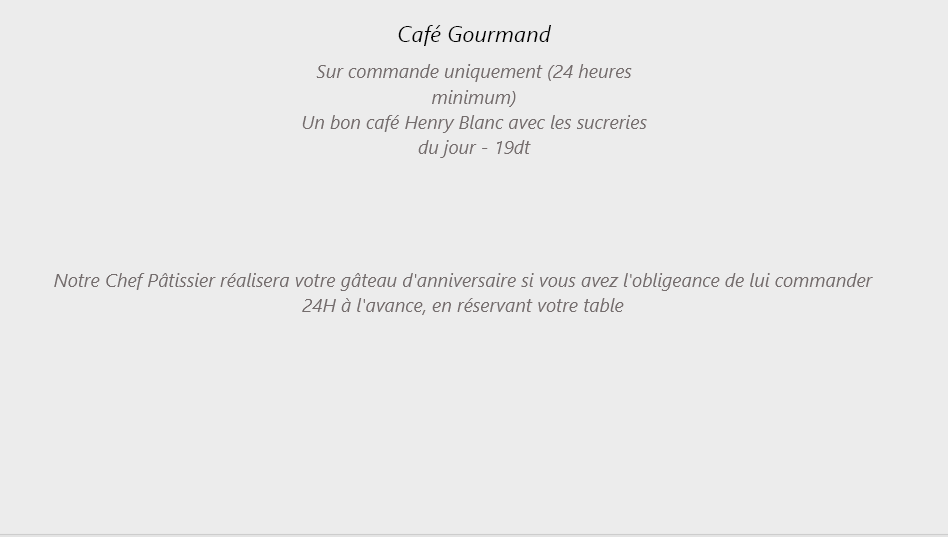 Café Gourmand
Sur commande uniquement (24 heures
minimum)
Un bon café Henry Blanc avec les sucreries
du jour - 19dt
Notre Chef Pâtissier réalisera votre gâteau d'anniversaire si vous avez l'obligeance de lui commander
24H à l'avance, en réservant votre table